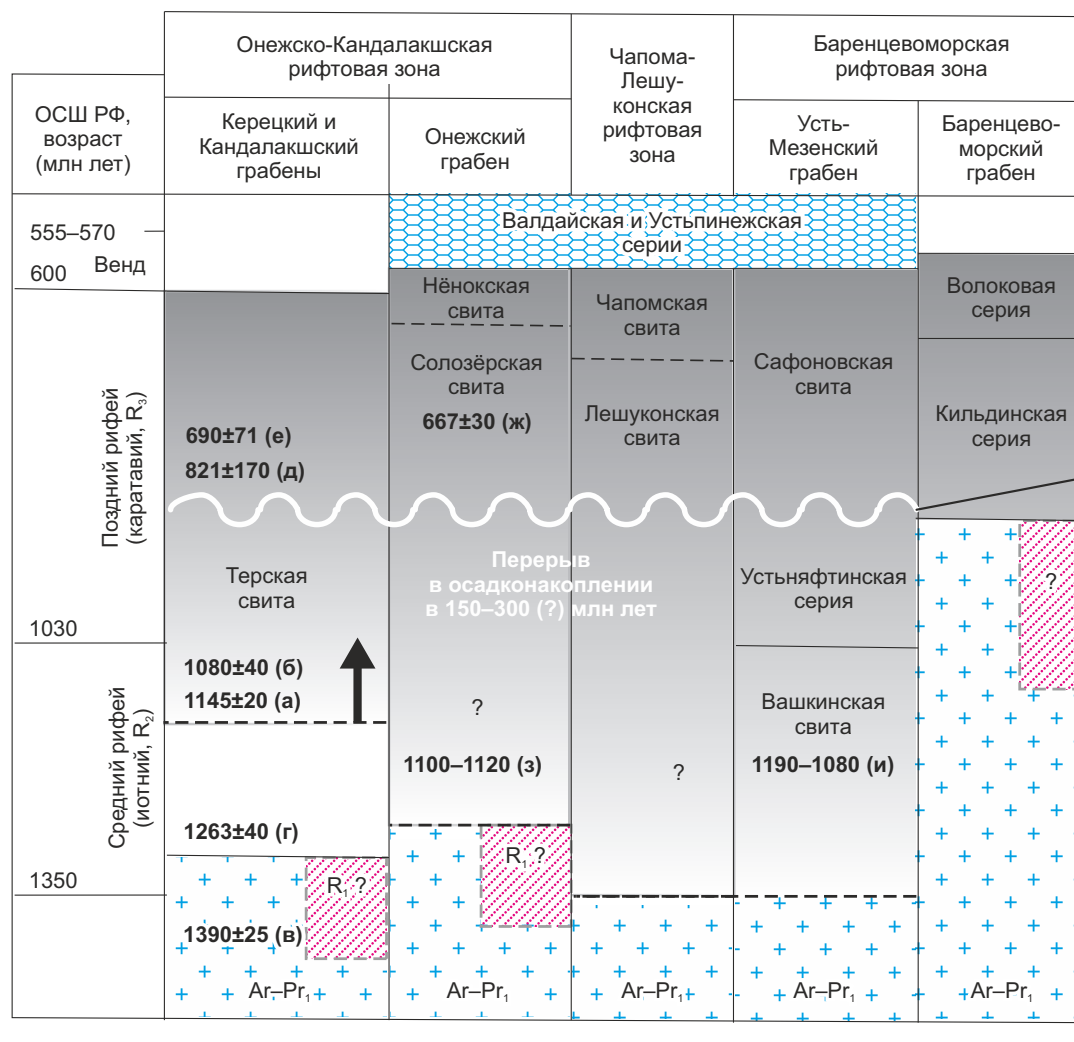 Онежско-Кандалакшская
рифтовая зона
Чапома-
Лешу-
конская
рифтовая
зона
Баренцевоморская
рифтовая зона
ОСШ РФ,
возраст
(млн лет)
Керецкий и
Кандалакшский
грабены
Онежский
грабен
Усть-
Мезенский
грабен
Баренцево-
морский
грабен
555–570
Венд
600
Поздний рифей
(каратавий, R₃)
1030
Средний рифей
(иотний, R₂)
1350
Валдайская и Устьпинежская
серии
Нёнокская
свита
Чапомская
свита
Волоковая
серия
Солозёрская
свита
667±30 (ж)
Лешуконская
свита
Сафоновская
свита
Кильдинская
серия
690±71 (е)
821±170 (д)
Перерыв
в осадконакоплении
в 150–300 (?) млн лет
Терская
свита
Устьняфтинская
серия
?
1080±40 (б)
1145±20 (а)
?
1100–1120 (з)
?
Вашкинская
свита
1190–1080 (и)
1263±40 (г)
R₁ ?
R₁ ?
1390±25 (в)
Ar–Pr₁
Ar–Pr₁
Ar–Pr₁
Ar–Pr₁
Ar–Pr₁